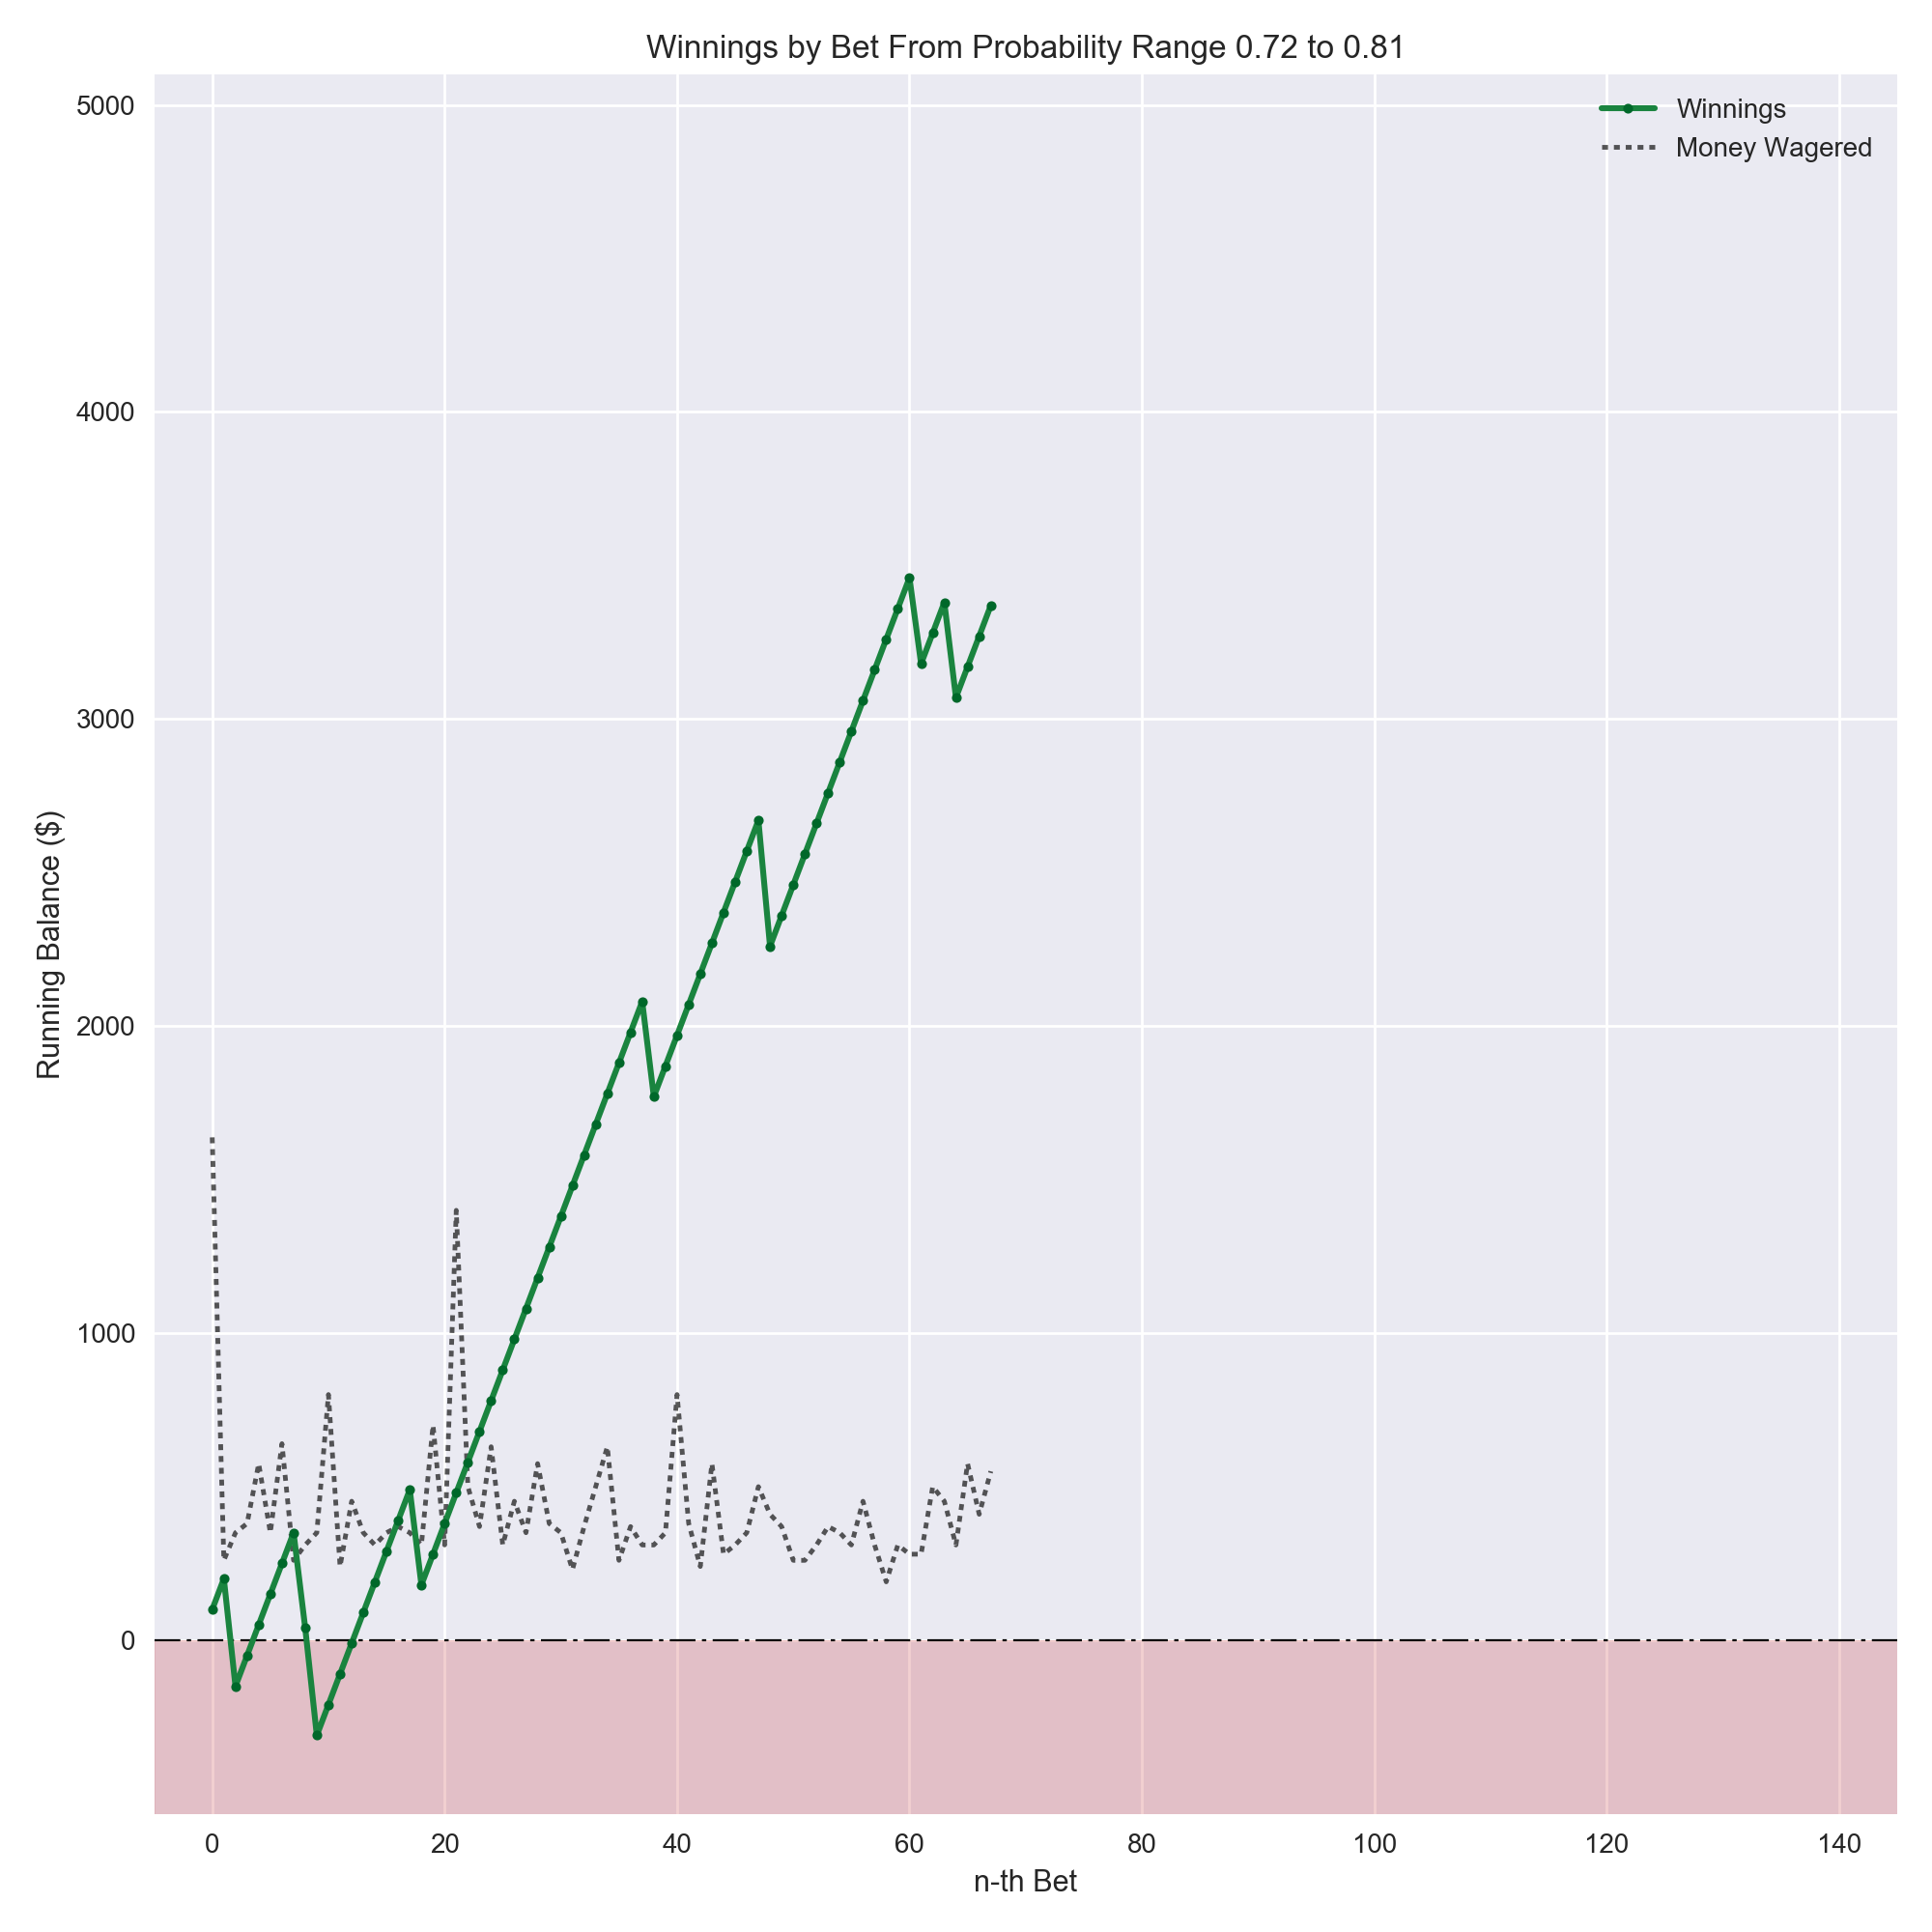 Winnings by Bet From Probability Range 0.72 to 0.81
Winnings
Money Wagered
5000
4000
3000
2000
1000
0
Running Balance ($)
0 20 40 60 80 100 120 140
n-th Bet